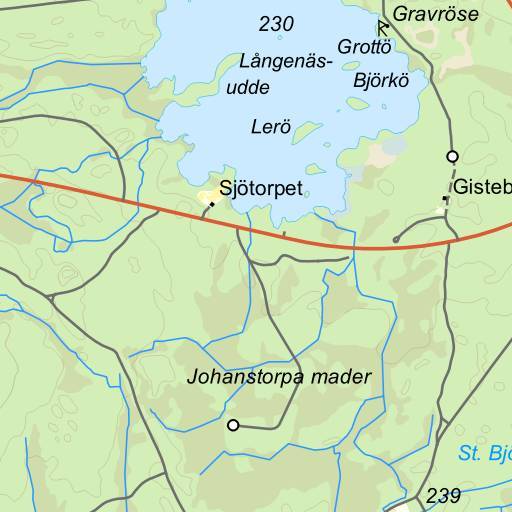 230
Gravröse
Grottö
Långenäs-
udde
Björkö
Lerö
Sjötorpet
Gisteb
Johanstorpa mader
St. Bjö
239